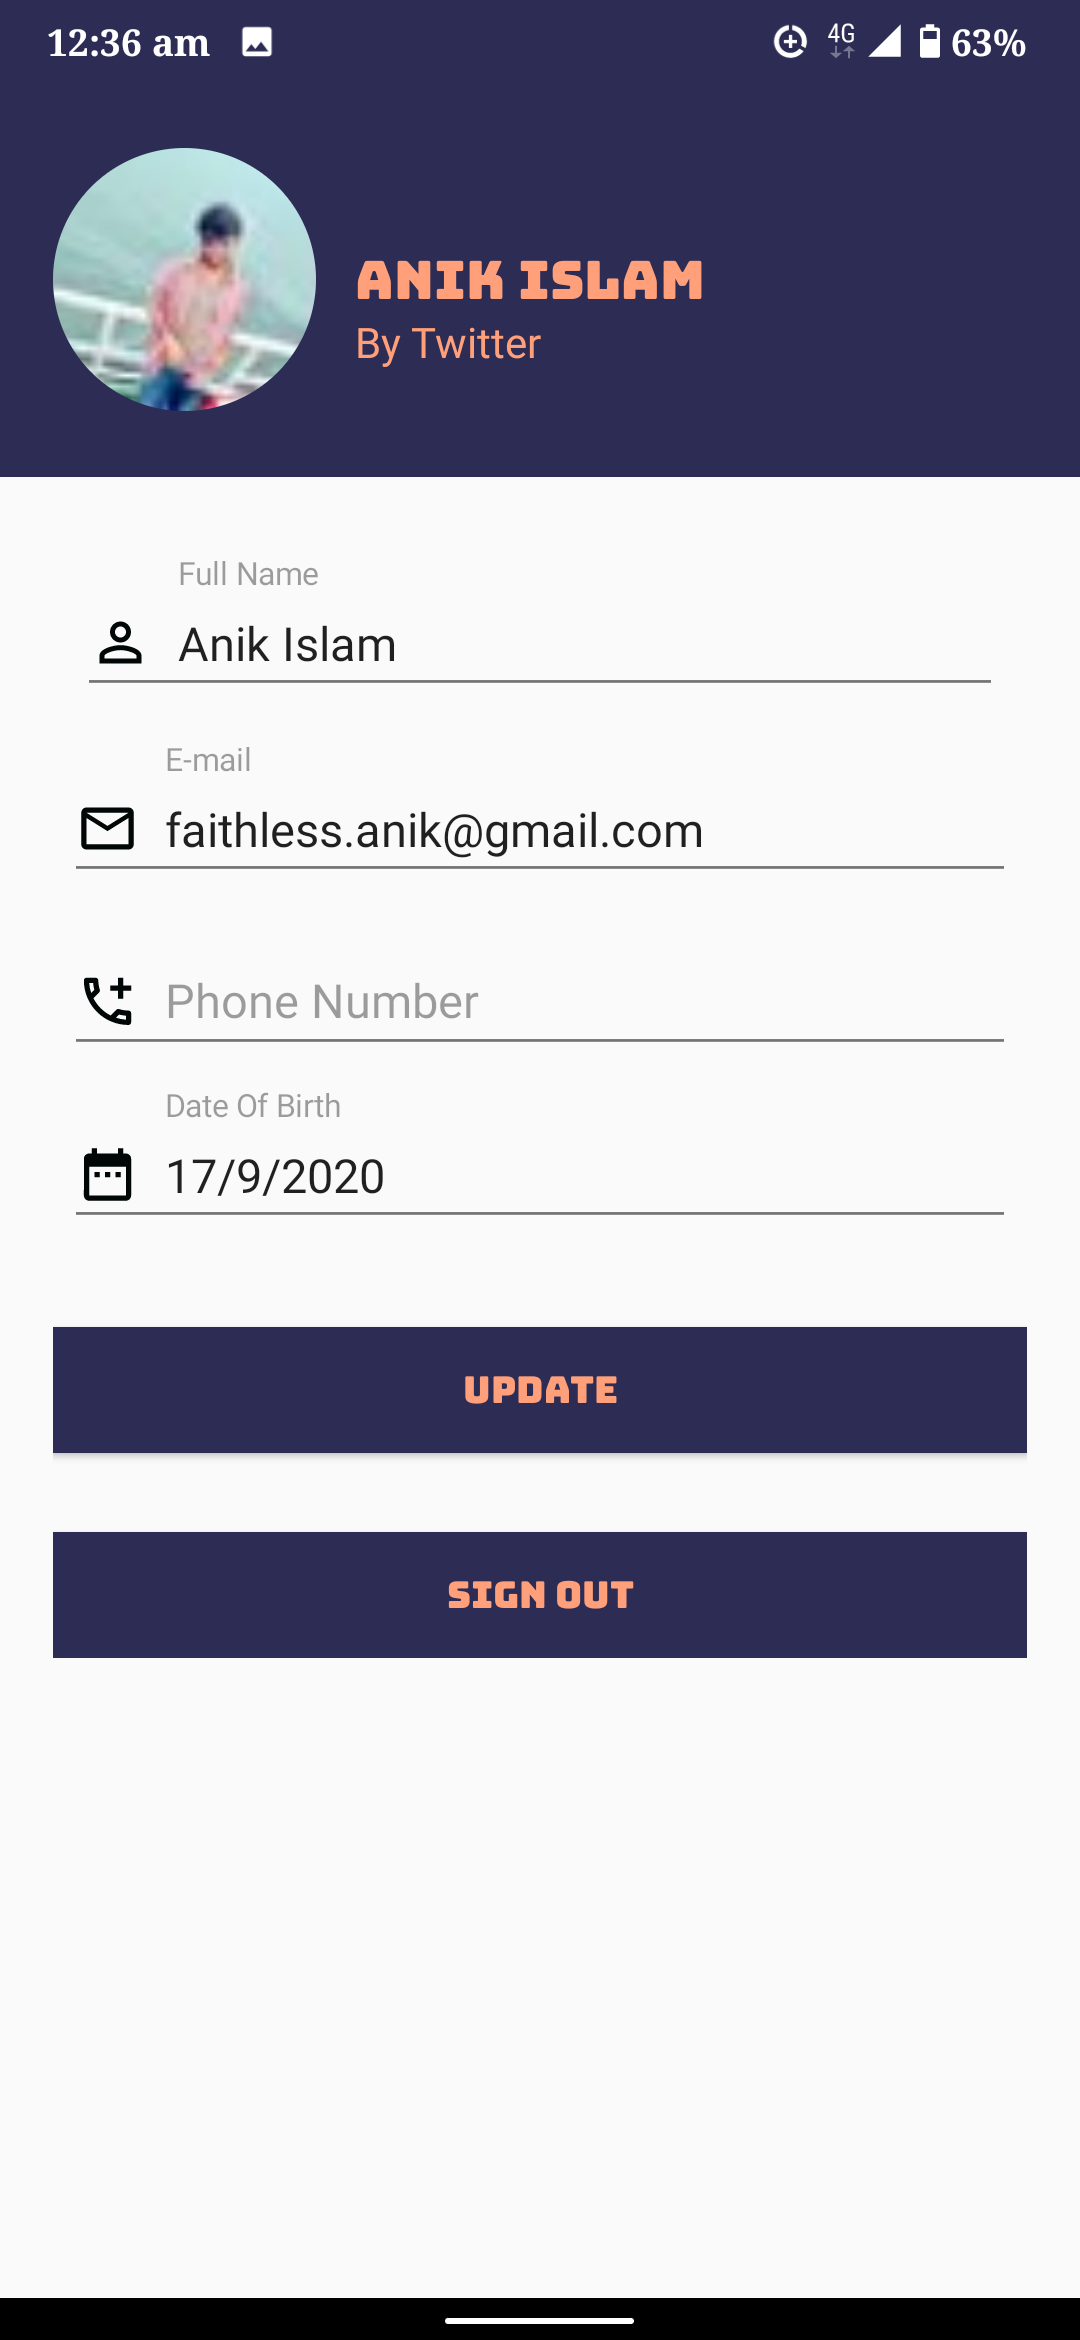 12:36 am 4G 63%
ANIK ISLAM
By Twitter
Full Name
Anik Islam
E-mail
faithless.anik@gmail.com
Phone Number
Date Of Birth
17/9/2020
UPDATE
SIGN OUT